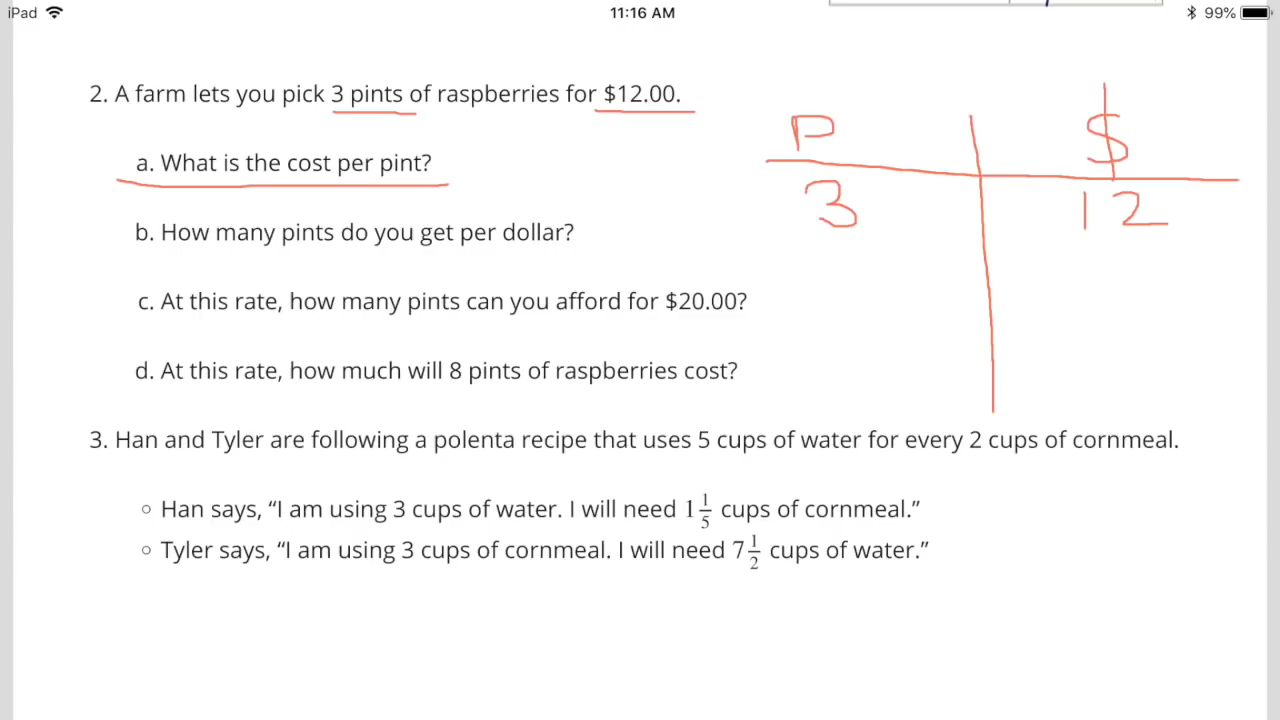 iPad 11:16 AM 99%
2. A farm lets you pick 3 pints of raspberries for $12.00.
P $
a. What is the cost per pint?
3 12
b. How many pints do you get per dollar?
c. At this rate, how many pints can you afford for $20.00?
d. At this rate, how much will 8 pints of raspberries cost?
3. Han and Tyler are following a polenta recipe that uses 5 cups of water for every 2 cups of cornmeal.
◦ Han says, “I am using 3 cups of water. I will need 1 1/5 cups of cornmeal.”
◦ Tyler says, “I am using 3 cups of cornmeal. I will need 7 1/2 cups of water.”